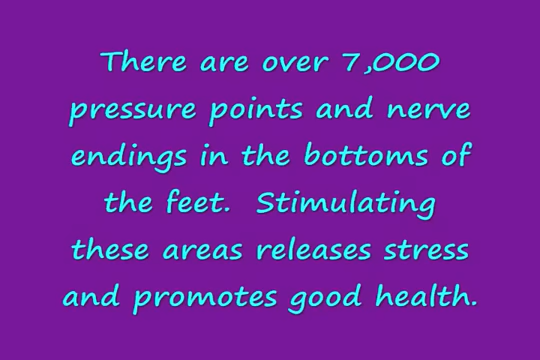 There are over 7,000
pressure points and nerve
endings in the bottoms of
the feet.  Stimulating
these areas releases stress
and promotes good health.